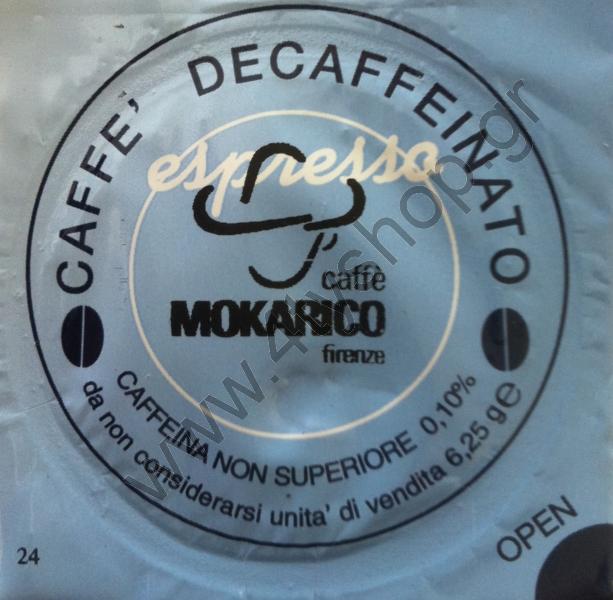 CAFFE' DECAFFEINATO
espresso
caffè
MOKARICO
firenze
CAFFEINA NON SUPERIORE 0,10%
da non considerarsi unita' di vendita 6,25 g e
24
OPEN
www.44vshop.gr